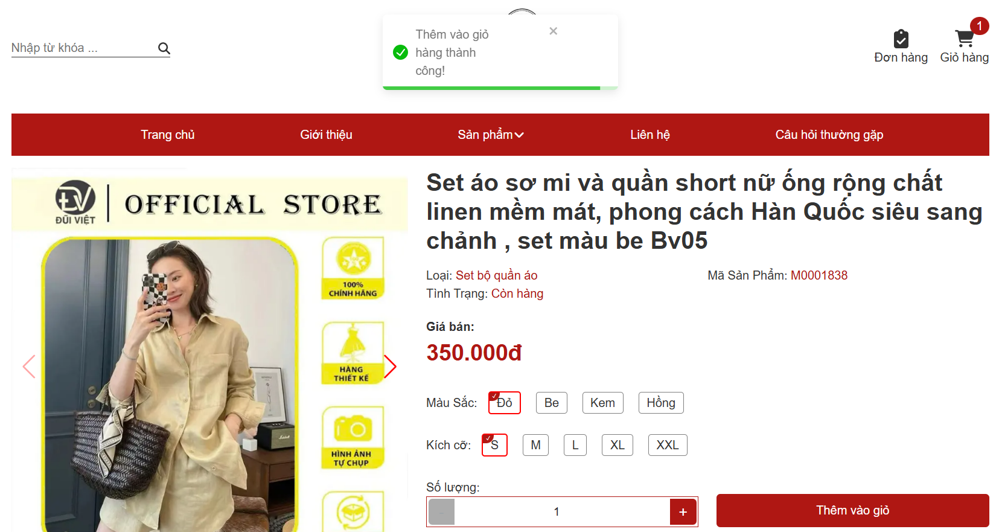 Nhập từ khóa ...
Thêm vào giỏ
hàng thành
công!
1
Đơn hàng
Giỏ hàng
Trang chủ
Giới thiệu
Sản phẩm
Liên hệ
Câu hỏi thường gặp
ĐV
ĐŨI VIỆT
OFFICIAL STORE
100%
CHÍNH HÃNG
HÀNG
THIẾT KẾ
HÌNH ẢNH
TỰ CHỤP
Set áo sơ mi và quần short nữ ống rộng chất
linen mềm mát, phong cách Hàn Quốc siêu sang
chảnh , set màu be Bv05
Loại: Set bộ quần áo
Mã Sản Phẩm: M0001838
Tình Trạng: Còn hàng
Giá bán:
350.000đ
Màu Sắc: Đỏ Be Kem Hồng
Kích cỡ: S M L XL XXL
Số lượng:
- 1 +
Thêm vào giỏ